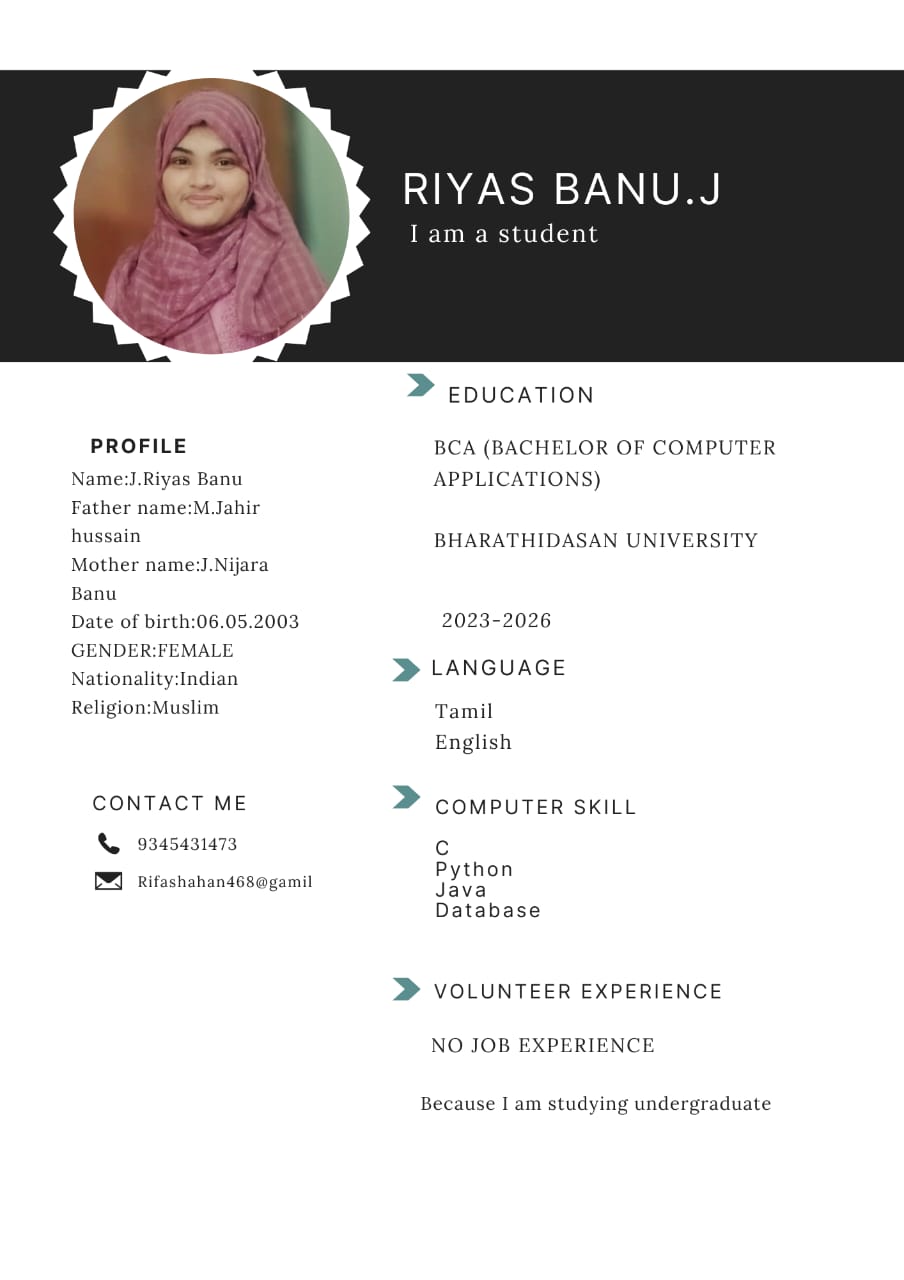 RIYAS BANU.J
I am a student
PROFILE
Name:J.Riyas Banu
Father name:M.Jahir
hussain
Mother name:J.Nijara
Banu
Date of birth:06.05.2003
GENDER:FEMALE
Nationality:Indian
Religion:Muslim
CONTACT ME
9345431473
Rifashahan468@gamil
EDUCATION
BCA (BACHELOR OF COMPUTER
APPLICATIONS)
BHARATHIDASAN UNIVERSITY
2023-2026
LANGUAGE
Tamil
English
COMPUTER SKILL
C
Python
Java
Database
VOLUNTEER EXPERIENCE
NO JOB EXPERIENCE
Because I am studying undergraduate